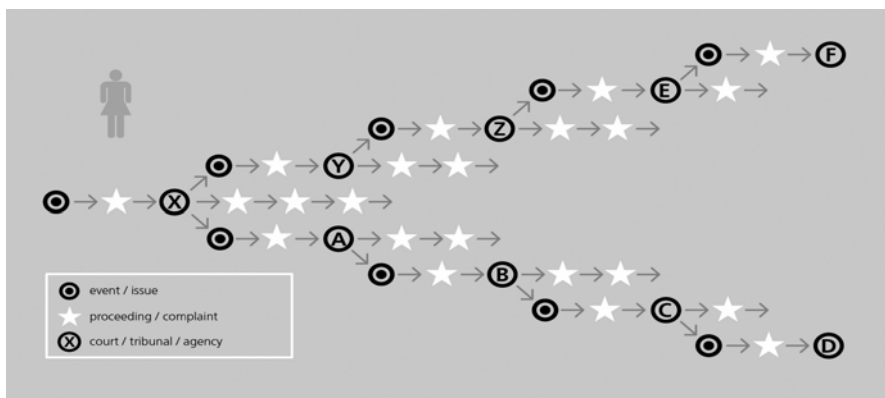 F
E
Z
Y
X
A
B
C
D
event / issue
proceeding / complaint
X court / tribunal / agency